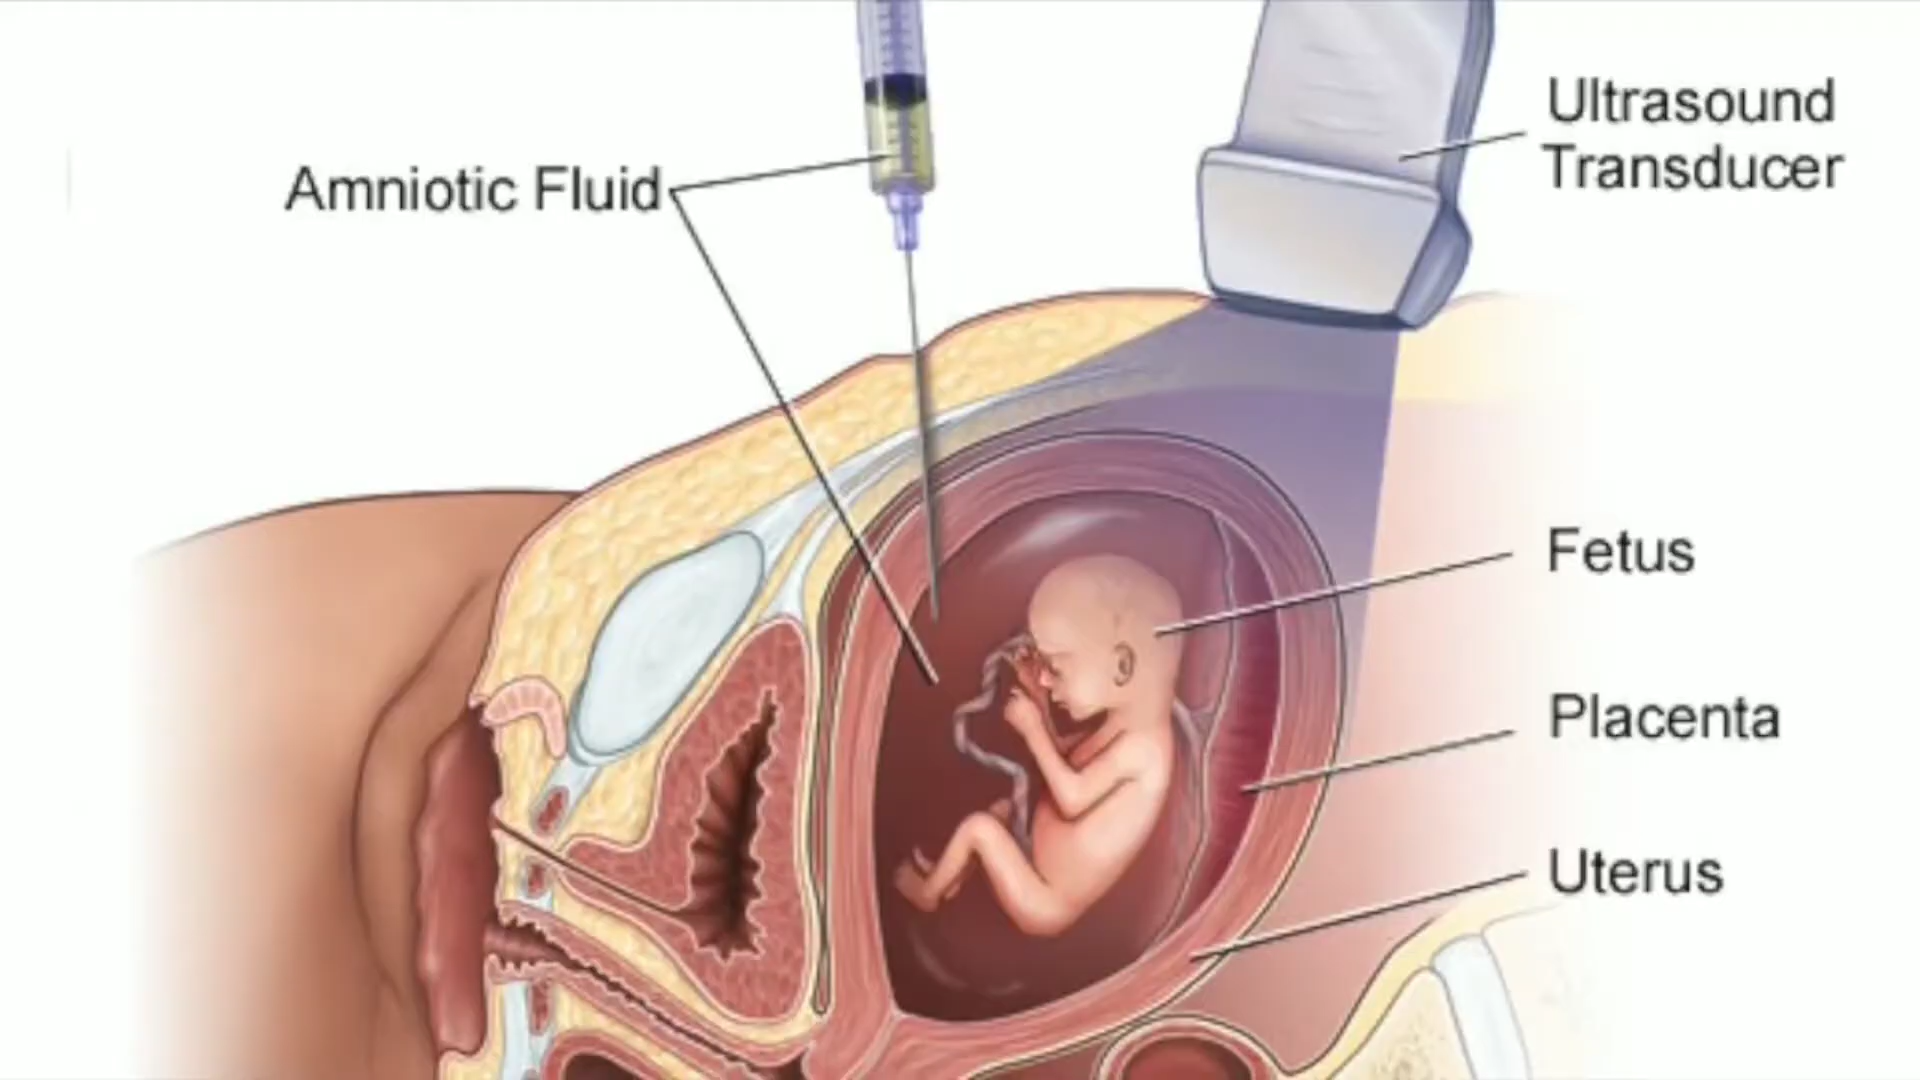 Ultrasound
Transducer
Amniotic Fluid
Fetus
Placenta
Uterus